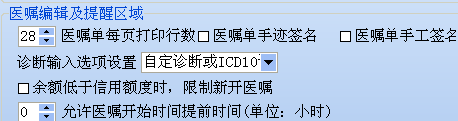 医嘱编辑及提醒区域
28 医嘱单每页打印行数 医嘱单手迹签名 医嘱单手工签名
诊断输入选项设置 自定诊断或ICD10
余额低于信用额度时，限制新开医嘱
0 允许医嘱开始时间提前时间(单位：小时)